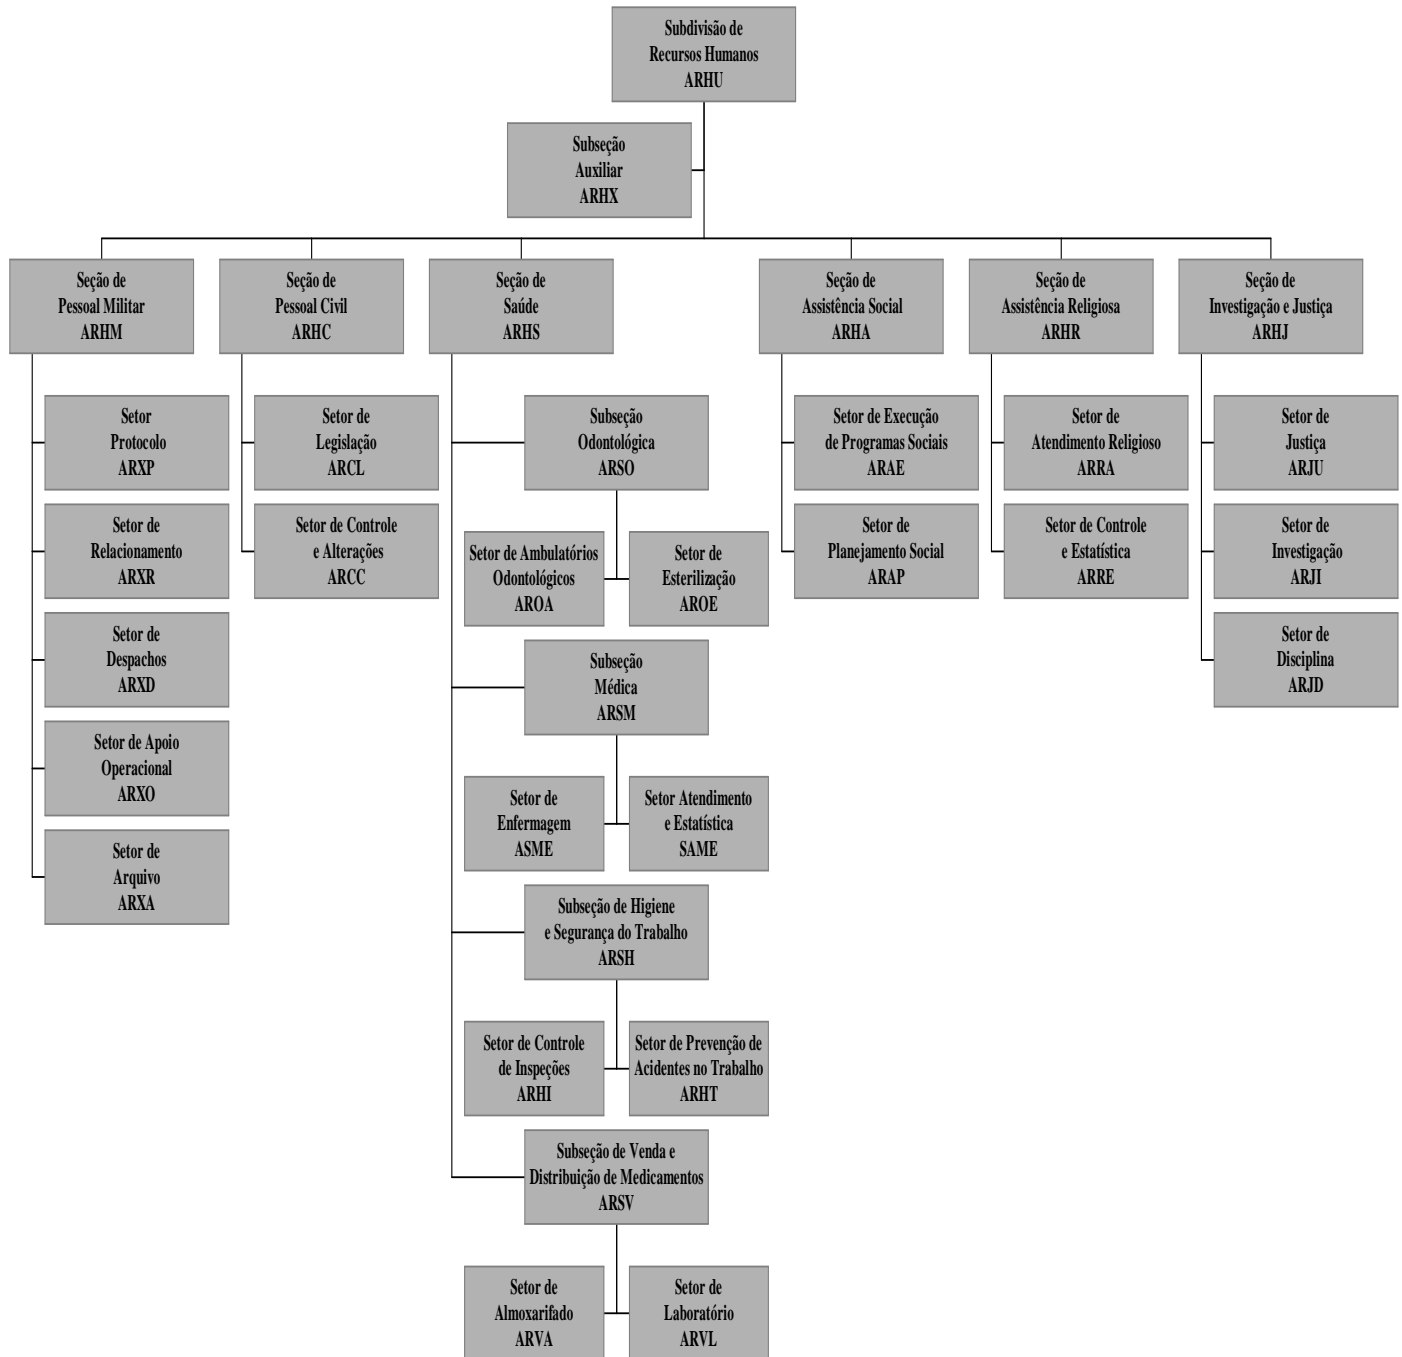 Subdivisão de
Recursos Humanos
ARHU
Subseção
Auxiliar
ARHX
Seção de
Pessoal Militar
ARHM
Seção de
Pessoal Civil
ARHC
Seção de
Saúde
ARHS
Seção de
Assistência Social
ARHA
Seção de
Assistência Religiosa
ARHR
Seção de
Investigação e Justiça
ARHJ
Setor
Protocolo
ARXP
Setor de
Relacionamento
ARXR
Setor de
Despachos
ARXD
Setor de Apoio
Operacional
ARXO
Setor de
Arquivo
ARXA
Setor de
Legislação
ARCL
Setor de Controle
e Alterações
ARCC
Subseção
Odontológica
ARSO
Setor de Ambulatórios
Odontológicos
AROA
Setor de
Esterilização
AROE
Subseção
Médica
ARSM
Setor de
Enfermagem
ASME
Setor Atendimento
e Estatística
SAME
Subseção de Higiene
e Segurança do Trabalho
ARSH
Setor de Controle
de Inspeções
ARHI
Setor de Prevenção de
Acidentes no Trabalho
ARHT
Subseção de Venda e
Distribuição de Medicamentos
ARSV
Setor de
Almoxarifado
ARVA
Setor de
Laboratório
ARVL
Setor de Execução
de Programas Sociais
ARAE
Setor de
Planejamento Social
ARAP
Setor de
Atendimento Religioso
ARRA
Setor de Controle
e Estatística
ARRE
Setor de
Justiça
ARJU
Setor de
Investigação
ARJI
Setor de
Disciplina
ARJD